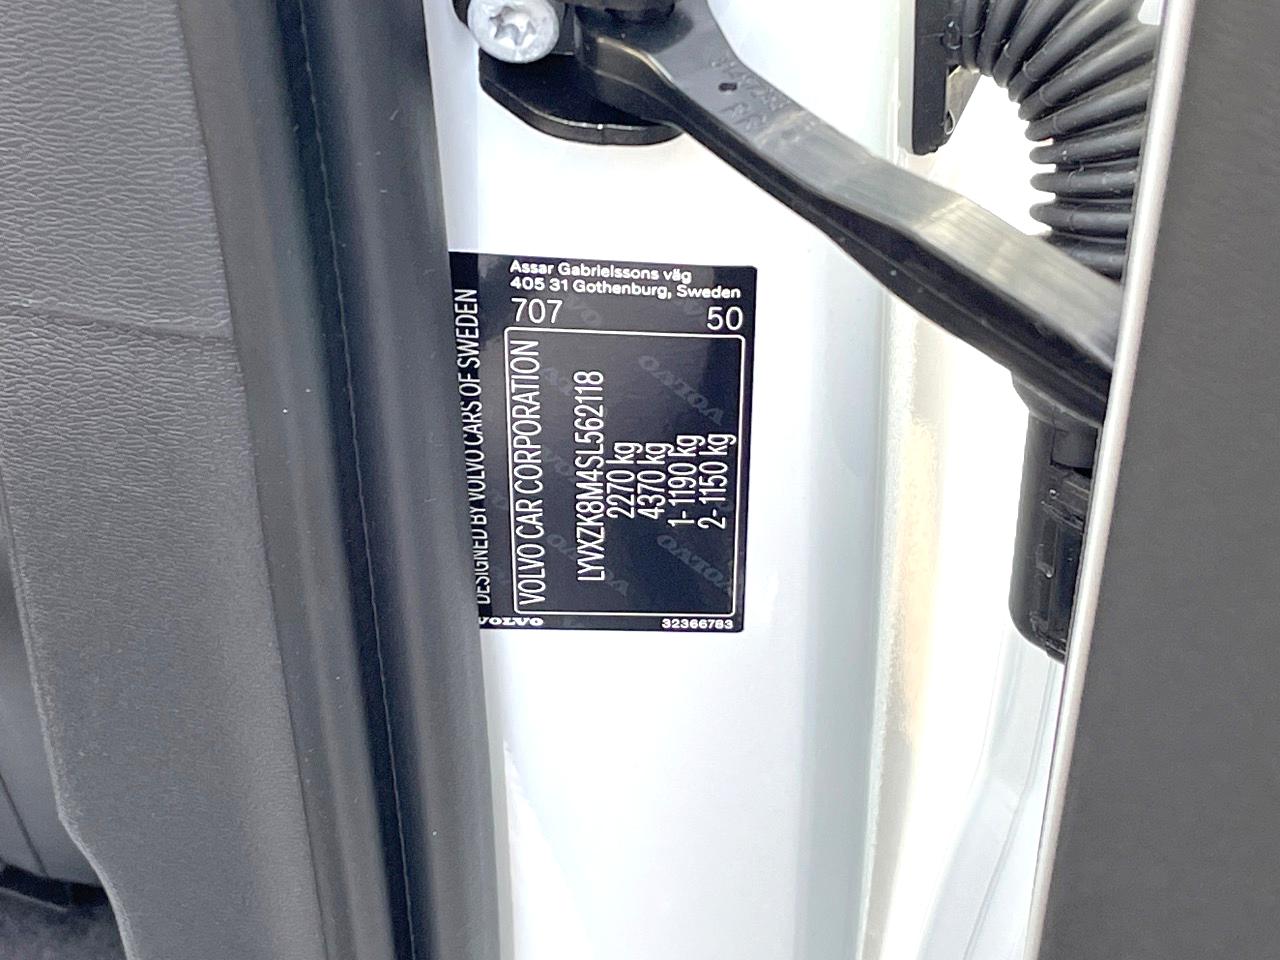 Assar Gabrielssons väg
405 31 Gothenburg, Sweden
707 50
DESIGNED BY VOLVO CARS OF SWEDEN
VOLVO CAR CORPORATION
LYVXZK8M4SL562118
2270 kg
4370 kg
1- 1190 kg
2- 1150 kg
VOLVO 32366783